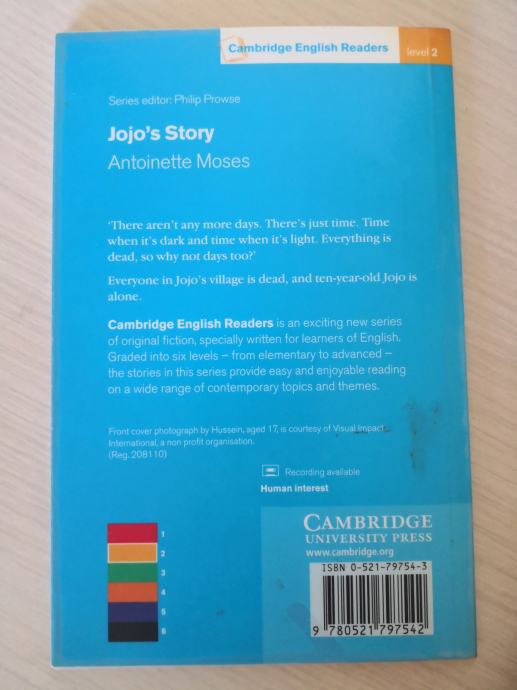 Cambridge English Readers level 2
Series editor: Philip Prowse
Jojo's Story
Antoinette Moses
'There aren't any more days. There's just time. Time
when it's dark and time when it's light. Everything is
dead, so why not days too?'
Everyone in Jojo's village is dead, and ten-year-old Jojo is
alone.
Cambridge English Readers is an exciting new series
of original fiction, specially written for learners of English.
Graded into six levels – from elementary to advanced –
the stories in this series provide easy and enjoyable reading
on a wide range of contemporary topics and themes.
Front cover photograph by Hussein, aged 17, is courtesy of Visual Impact
International, a non profit organisation.
(Reg. 208110)
Recording available
Human interest
1
2
3
4
5
6
CAMBRIDGE
UNIVERSITY PRESS
www.cambridge.org
ISBN 0-521-79754-3
9 780521 797542